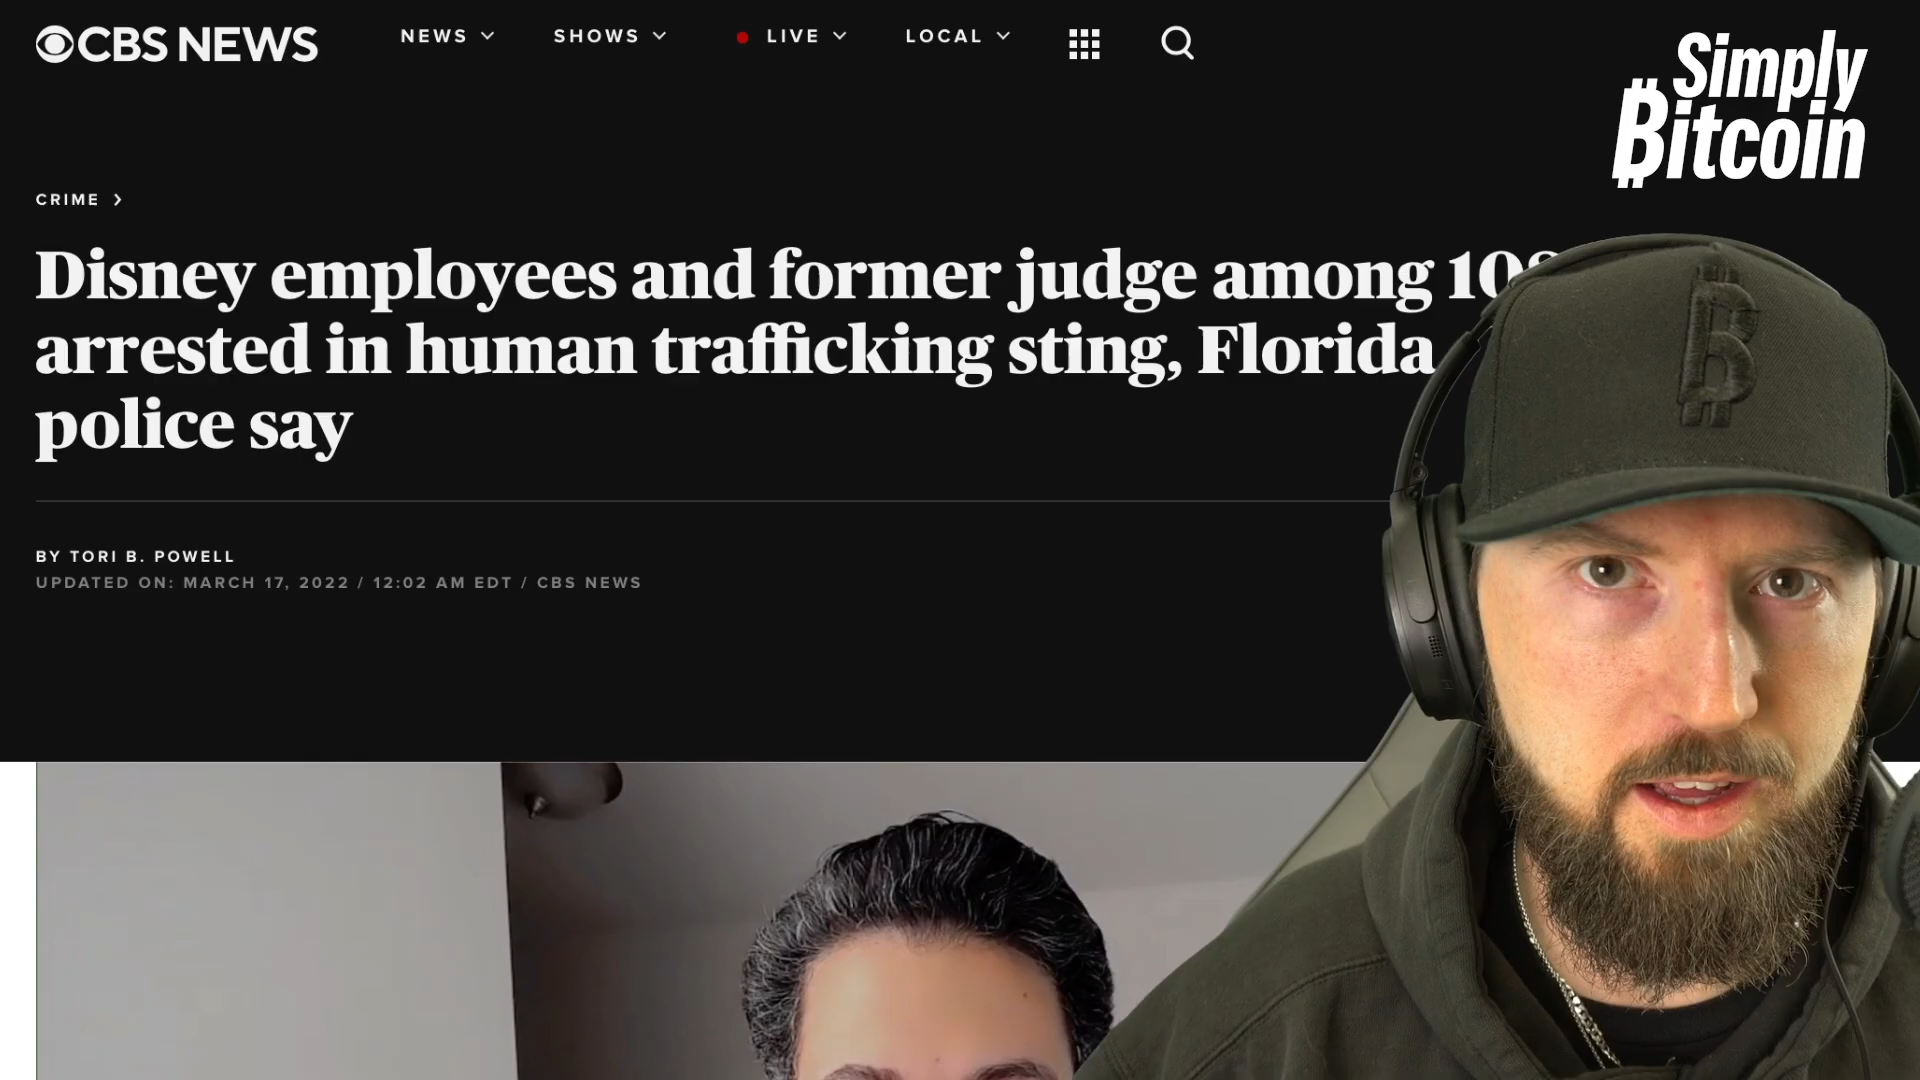 CBS NEWS
NEWS
SHOWS
LIVE
LOCAL
Simply
Bitcoin
CRIME
Disney employees and former judge among
arrested in human trafficking sting, Florida
police say
BY TORI B. POWELL
UPDATED ON: MARCH 17, 2022 / 12:02 AM EDT / CBS NEWS